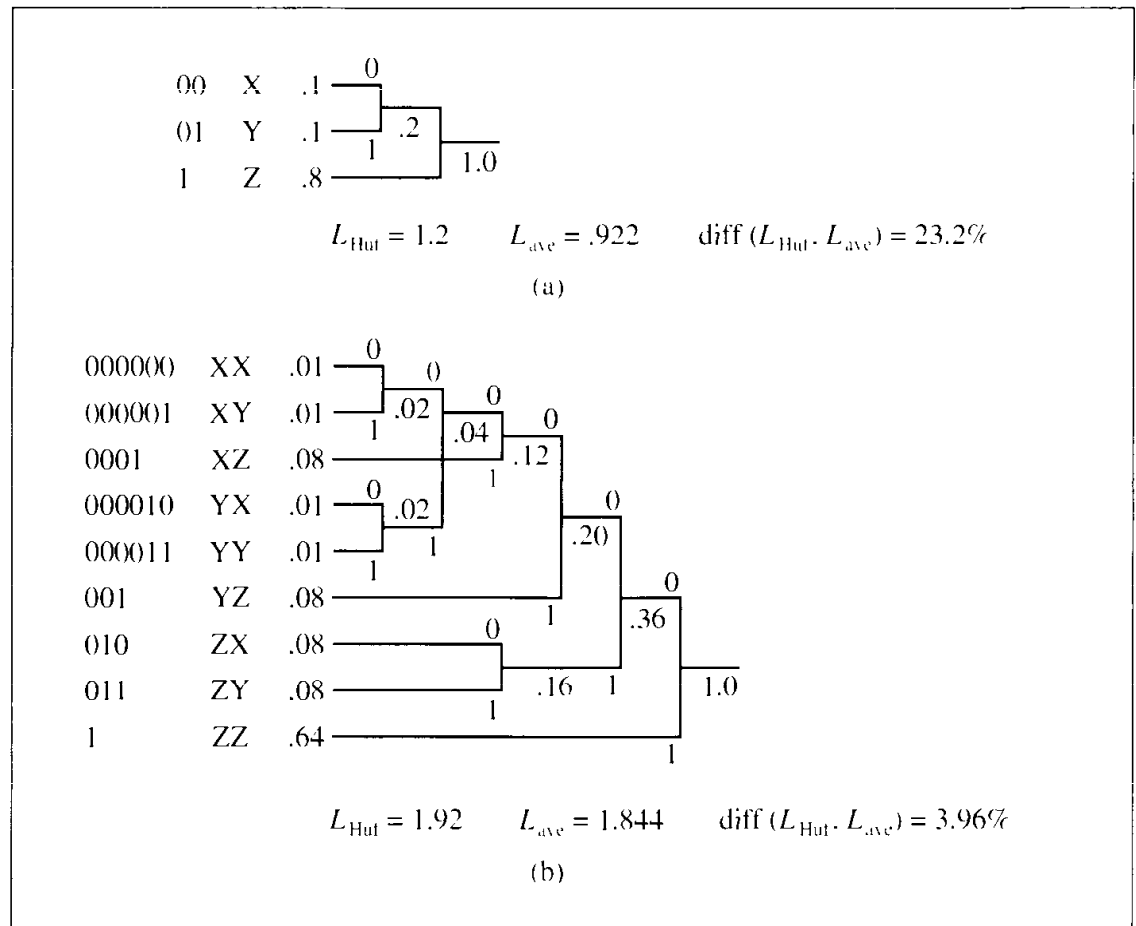 0
00 X .1
.2
01 Y .1
1 1.0
1 Z .8
L_Huf = 1.2 L_ave = .922 diff (L_Huf, L_ave) = 23.2%
(a)
0
000000 XX .01
0
0
.02
000001 XY .01
0
1 .04
.12
0001 XZ .08
1
0
000010 YX .01
.02
0
.20
000011 YY .01
1
1
0
001 YZ .08
1
.36
0
010 ZX .08
.16 1 1.0
011 ZY .08
1
1 ZZ .64
1
L_Huf = 1.92 L_ave = 1.844 diff (L_Huf, L_ave) = 3.96%
(b)